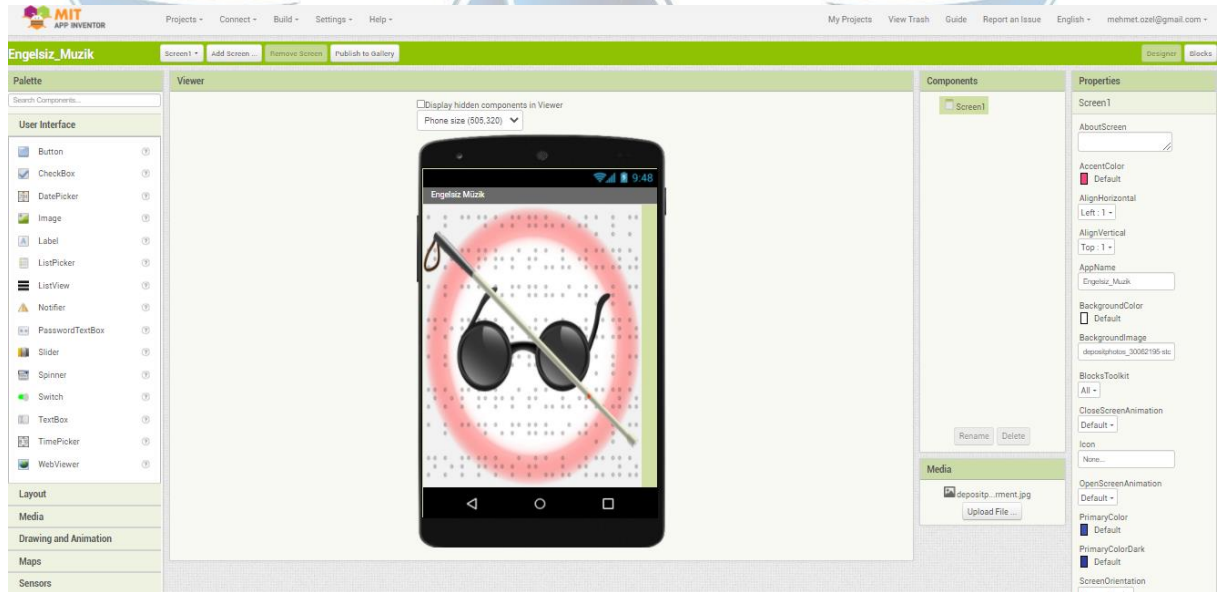 MIT
APP INVENTOR
Projects Connect Build Settings Help
My Projects View Trash Guide Report an Issue English mehmet.ozel@gmail.com
Engelsiz_Muzik
Screen1 Add Screen ... Remove Screen Publish to Gallery
Designer Blocks
Palette
Search Components...
User Interface
Button
CheckBox
DatePicker
Image
Label
ListPicker
ListView
Notifier
PasswordTextBox
Slider
Spinner
Switch
TextBox
TimePicker
WebViewer
Layout
Media
Drawing and Animation
Maps
Sensors
Viewer
Display hidden components in Viewer
Phone size (505,320)
9:48
Engelsiz Müzik
Components
Screen1
Rename Delete
Media
depositp...rment.jpg
Upload File ...
Properties
Screen1
AboutScreen
AccentColor
Default
AlignHorizontal
Left : 1
AlignVertical
Top : 1
AppName
Engelsiz_Muzik
BackgroundColor
Default
BackgroundImage
depositphotos_30062195-stc
BlocksToolkit
All
CloseScreenAnimation
Default
Icon
None...
OpenScreenAnimation
Default
PrimaryColor
Default
PrimaryColorDark
Default
ScreenOrientation